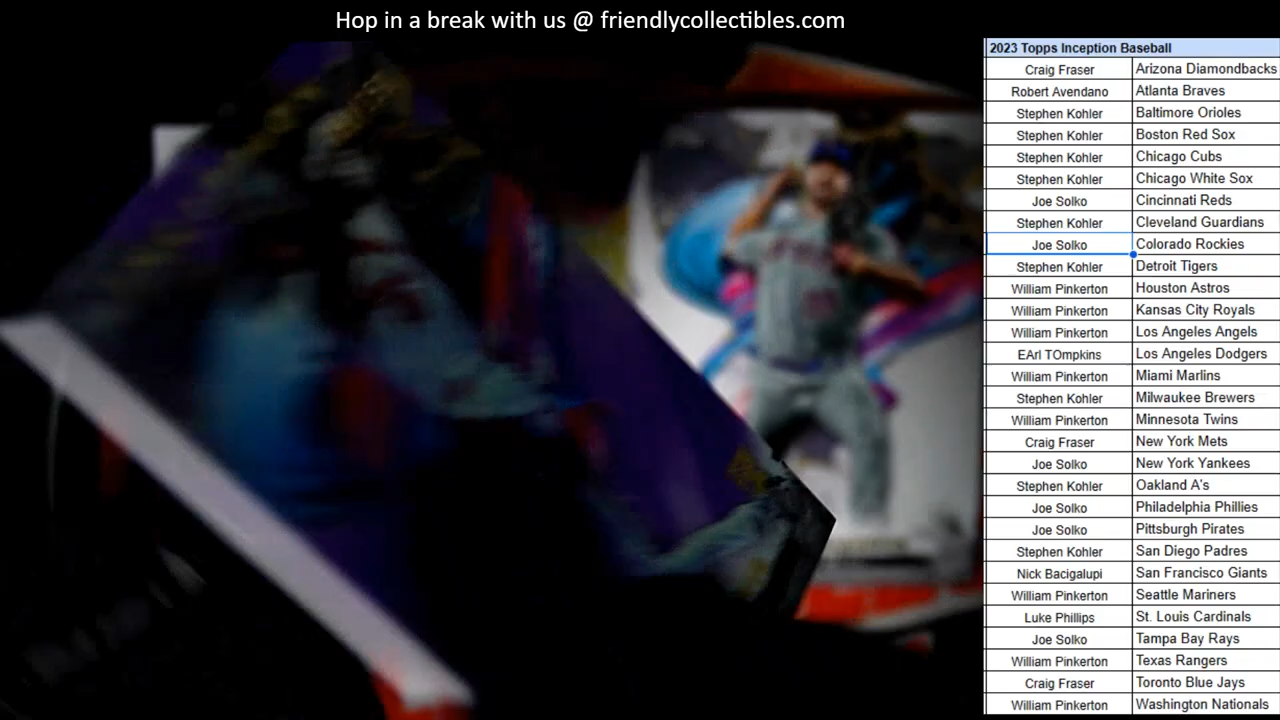 Hop in a break with us @ friendlycollectibles.com
2023 Topps Inception Baseball
Craig Fraser Arizona Diamondbacks
Robert Avendano Atlanta Braves
Stephen Kohler Baltimore Orioles
Stephen Kohler Boston Red Sox
Stephen Kohler Chicago Cubs
Stephen Kohler Chicago White Sox
Joe Solko Cincinnati Reds
Stephen Kohler Cleveland Guardians
Joe Solko Colorado Rockies
Stephen Kohler Detroit Tigers
William Pinkerton Houston Astros
William Pinkerton Kansas City Royals
William Pinkerton Los Angeles Angels
EArl TOmpkins Los Angeles Dodgers
William Pinkerton Miami Marlins
Stephen Kohler Milwaukee Brewers
William Pinkerton Minnesota Twins
Craig Fraser New York Mets
Joe Solko New York Yankees
Stephen Kohler Oakland A's
Joe Solko Philadelphia Phillies
Joe Solko Pittsburgh Pirates
Stephen Kohler San Diego Padres
Nick Bacigalupi San Francisco Giants
William Pinkerton Seattle Mariners
Luke Phillips St. Louis Cardinals
Joe Solko Tampa Bay Rays
William Pinkerton Texas Rangers
Craig Fraser Toronto Blue Jays
William Pinkerton Washington Nationals